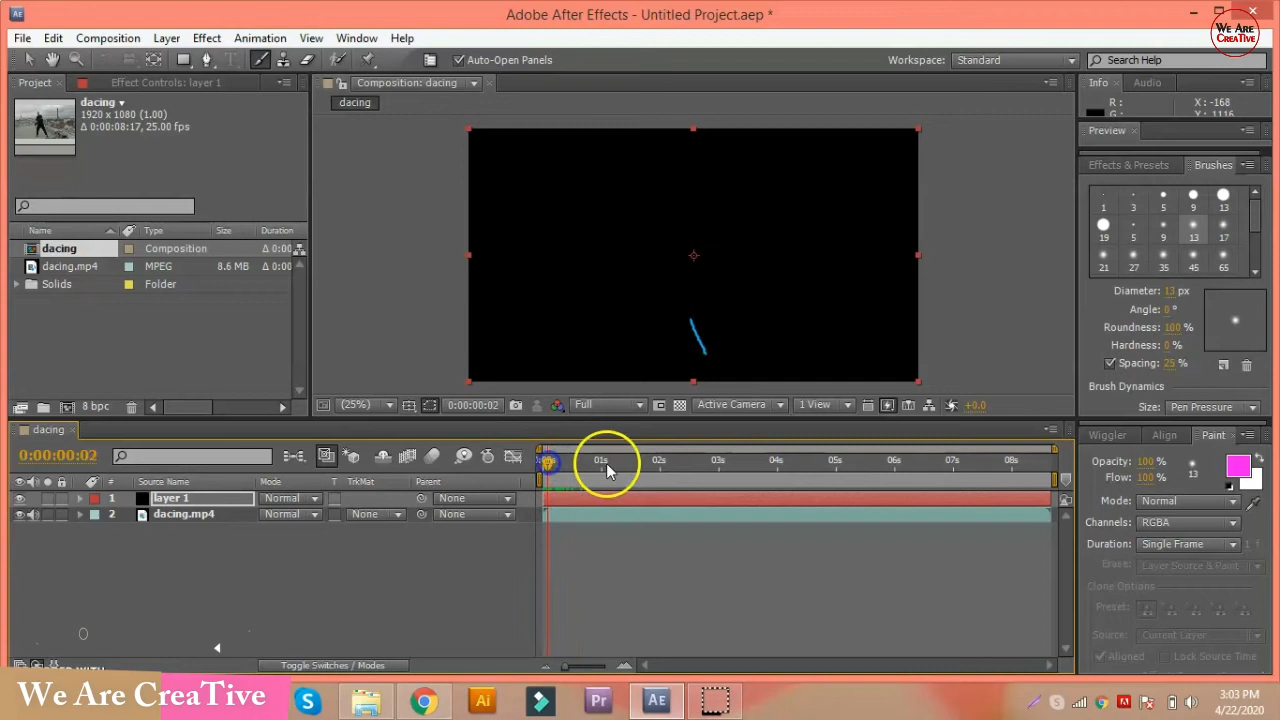 Adobe After Effects - Untitled Project.aep *
WE ARE CREATIVE
File Edit Composition Layer Effect Animation View Window Help
Auto-Open Panels Workspace: Standard Search Help
Project Effect Controls: layer 1 Composition: dacing Info Audio
dacing
1920 x 1080 (1.00)
Δ 0:00:08:17, 25.00 fps
dacing
R : X : -168
G : Y : 1116
Preview
Effects & Presets Brushes
1 3 5 9 13
19 5 9 13 17
21 27 35 45 65
Name Type Size Duration
dacing Composition Δ 0:00
dacing.mp4 MPEG 8.6 MB Δ 0:00
Solids Folder
Diameter: 13 px
Angle: 0 °
Roundness: 100 %
Hardness: 0 %
Spacing: 25 %
Brush Dynamics
Size: Pen Pressure
8 bpc (25%) 0:00:00:02 Full Active Camera 1 View +0.0
dacing
0:00:00:02
01s 02s 03s 04s 05s 06s 07s 08s
# Source Name Mode T TrkMat Parent
1 layer 1 Normal None
2 dacing.mp4 Normal None None
Toggle Switches / Modes
Wiggler Align Paint
Opacity: 100 %
Flow: 100 % 13
Mode: Normal
Channels: RGBA
Duration: Single Frame 1 f
Erase: Layer Source & Paint
Clone Options
Preset:
Source: Current Layer
Aligned Lock Source Time
We Are CreaTive
S Ai Pr AE
3:03 PM
4/22/2020